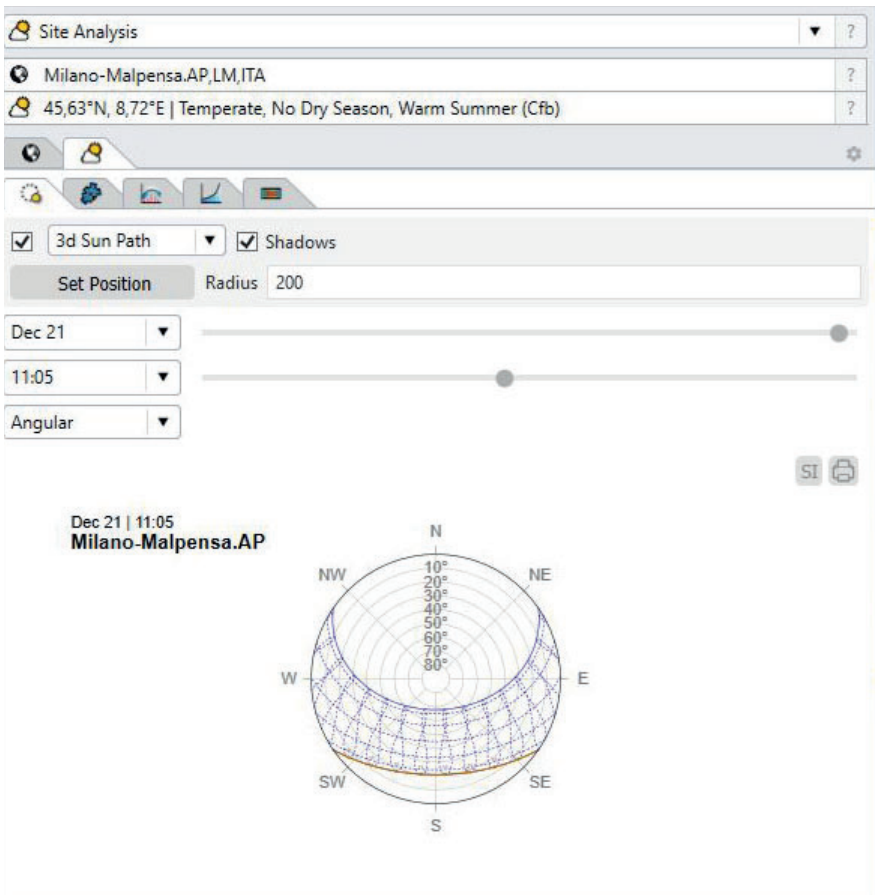 Site Analysis ?
Milano-Malpensa.AP,LM,ITA ?
45,63°N, 8,72°E | Temperate, No Dry Season, Warm Summer (Cfb) ?
3d Sun Path Shadows
Set Position Radius 200
Dec 21
11:05
Angular
SI
Dec 21 | 11:05
Milano-Malpensa.AP
N
NW NE
10°
20°
30°
40°
50°
60°
70°
80°
W E
SW SE
S